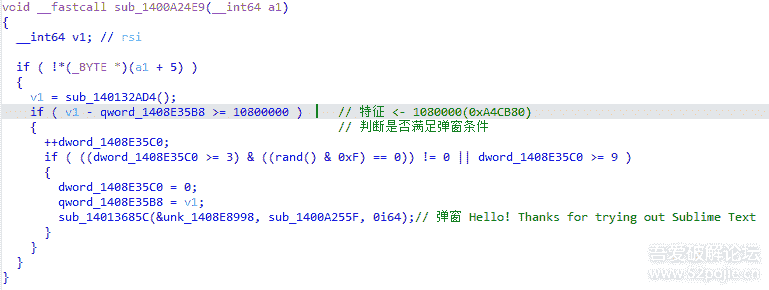 void __fastcall sub_1400A24E9(__int64 a1)
{
  __int64 v1; // rsi
  if ( !*(_BYTE *)(a1 + 5) )
  {
    v1 = sub_140132AD4();
    if ( v1 - qword_1408E35B8 >= 10800000 ) // 特征 <- 1080000(0xA4CB80)
    { // 判断是否满足弹窗条件
      ++dword_1408E35C0;
      if ( ((dword_1408E35C0 >= 3) & ((rand() & 0xF) == 0)) != 0 || dword_1408E35C0 >= 9 )
      {
        dword_1408E35C0 = 0;
        qword_1408E35B8 = v1;
        sub_14013685C(&unk_1408E8998, sub_1400A255F, 0i64);// 弹窗 Hello! Thanks for trying out Sublime Text
      }
    }
  }
}
吾爱破解论坛
www.52pojie.cn